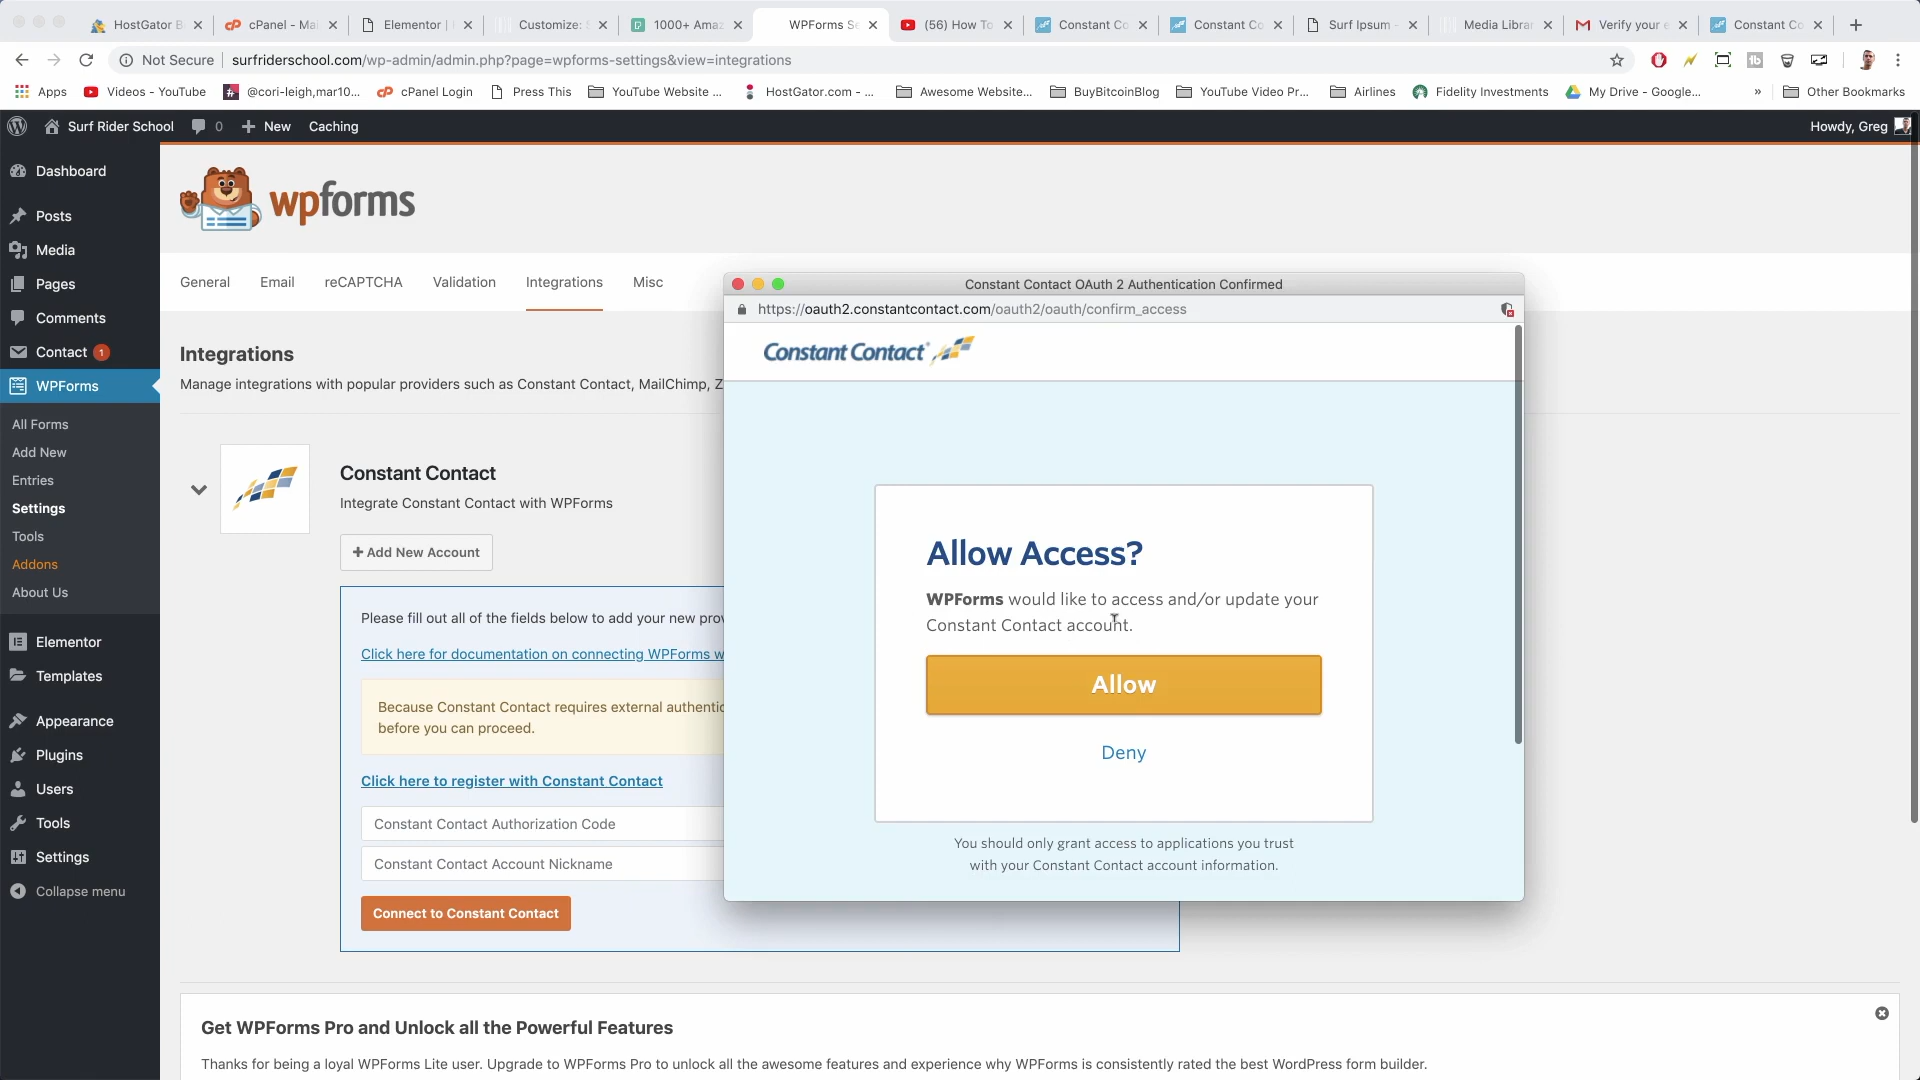 HostGator B
cPanel - Ma
Elementor |
Customize: S
1000+ Amaz
WPForms Se
(56) How To
Constant Co
Constant Co
Surf Ipsum -
Media Librar
Verify your e
Constant Co
Not Secure
surfriderschool.com/wp-admin/admin.php?page=wpforms-settings&view=integrations
Apps
Videos - YouTube
@cori-leigh,mar10...
cPanel Login
Press This
YouTube Website ...
HostGator.com - ...
Awesome Website...
BuyBitcoinBlog
YouTube Video Pr...
Airlines
Fidelity Investments
My Drive - Google...
»
Other Bookmarks
Surf Rider School
0
New
Caching
Howdy, Greg
Dashboard
Posts
Media
Pages
Comments
Contact 1
WPForms
All Forms
Add New
Entries
Settings
Tools
Addons
About Us
Elementor
Templates
Appearance
Plugins
Users
Tools
Settings
Collapse menu
wpforms
General
Email
reCAPTCHA
Validation
Integrations
Misc
Integrations
Manage integrations with popular providers such as Constant Contact, MailChimp, Z
Constant Contact
Integrate Constant Contact with WPForms
+ Add New Account
Please fill out all of the fields below to add your new prov
Click here for documentation on connecting WPForms w
Because Constant Contact requires external authentic
before you can proceed.
Click here to register with Constant Contact
Constant Contact Authorization Code
Constant Contact Account Nickname
Connect to Constant Contact
Constant Contact OAuth 2 Authentication Confirmed
https://oauth2.constantcontact.com/oauth2/oauth/confirm_access
Constant Contact
Allow Access?
WPForms would like to access and/or update your
Constant Contact account.
Allow
Deny
You should only grant access to applications you trust
with your Constant Contact account information.
Get WPForms Pro and Unlock all the Powerful Features
Thanks for being a loyal WPForms Lite user. Upgrade to WPForms Pro to unlock all the awesome features and experience why WPForms is consistently rated the best WordPress form builder.